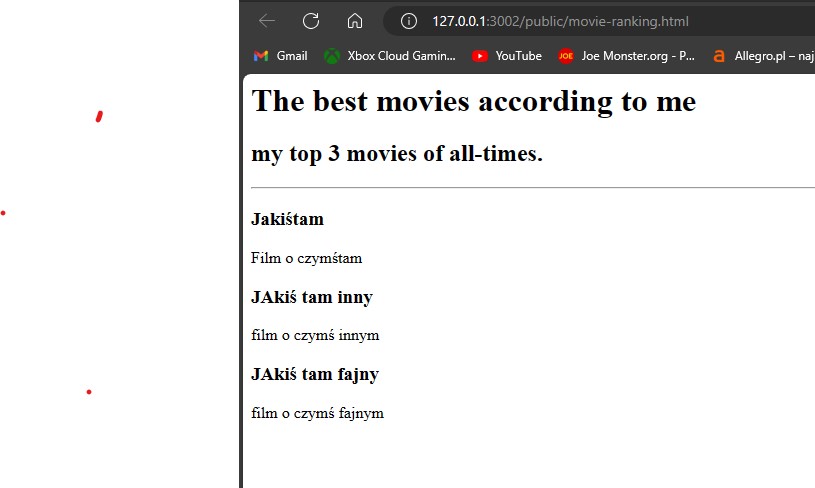 127.0.0.1:3002/public/movie-ranking.html
Gmail Xbox Cloud Gamin... YouTube JOE Joe Monster.org - P... a Allegro.pl – naj
The best movies according to me
my top 3 movies of all-times.
Jakiśtam
Film o czymśtam
JAkiś tam inny
film o czymś innym
JAkiś tam fajny
film o czymś fajnym